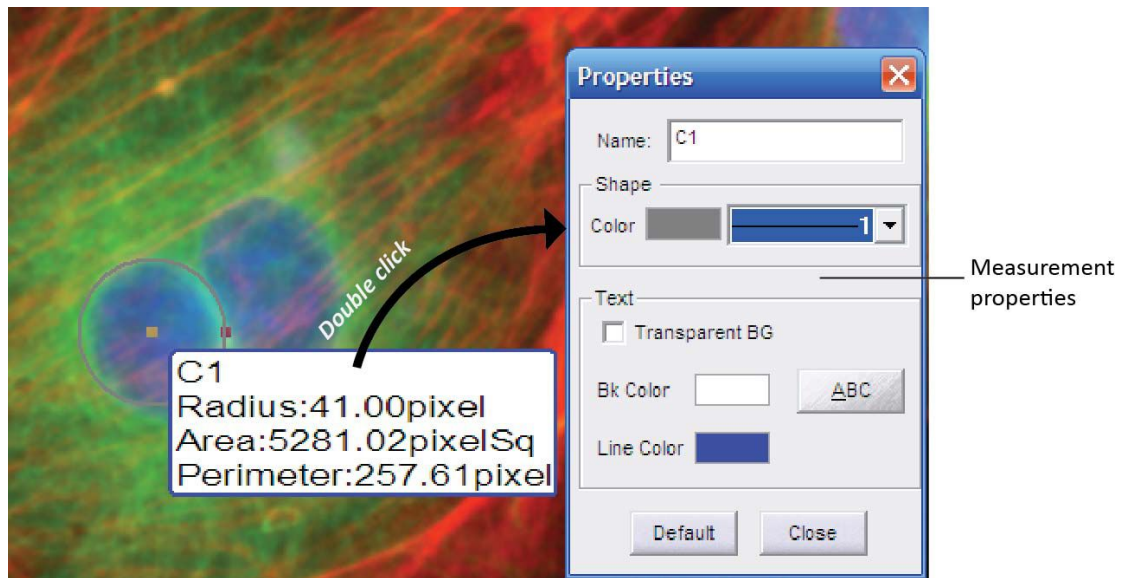 Properties
Name: C1
Shape
Color 1
Measurement
properties
Text
Transparent BG
Bk Color ABC
Line Color
Default Close
Double click
C1
Radius:41.00pixel
Area:5281.02pixelSq
Perimeter:257.61pixel